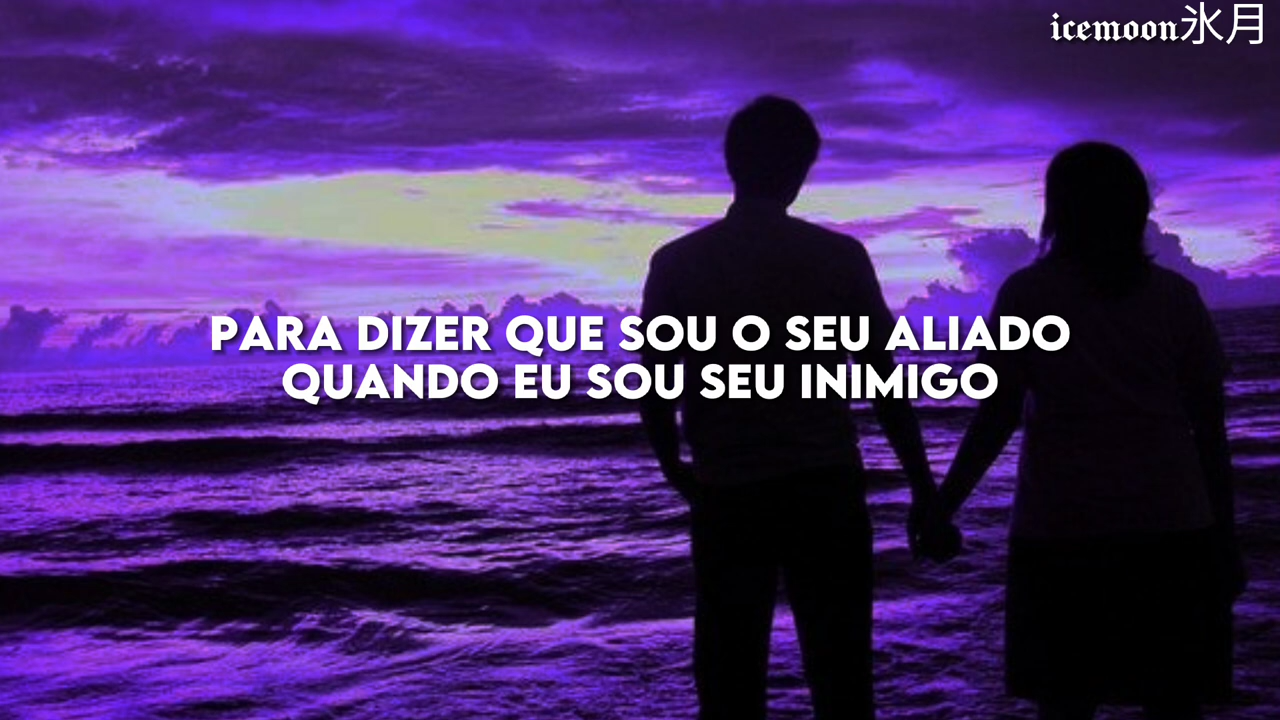 icemoon氷月
PARA DIZER QUE SOU O SEU ALIADO
QUANDO EU SOU SEU INIMIGO